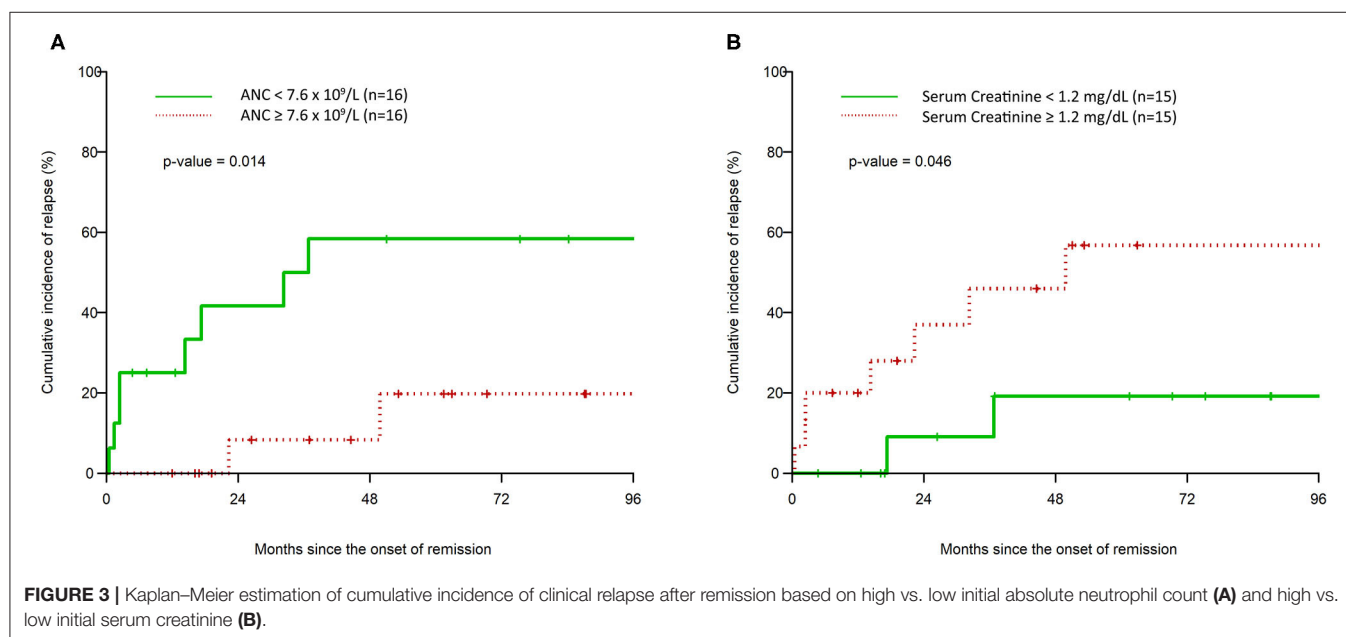 A
Cumulative incidence of relapse (%)
100
80
60
40
20
0
ANC < 7.6 x 10⁹/L (n=16)
ANC ≥ 7.6 x 10⁹/L (n=16)
p-value = 0.014
0 24 48 72 96
Months since the onset of remission
B
Cumulative incidence of relapse (%)
100
80
60
40
20
0
Serum Creatinine < 1.2 mg/dL (n=15)
Serum Creatinine ≥ 1.2 mg/dL (n=15)
p-value = 0.046
0 24 48 72 96
Months since the onset of remission
FIGURE 3 | Kaplan–Meier estimation of cumulative incidence of clinical relapse after remission based on high vs. low initial absolute neutrophil count (A) and high vs.
low initial serum creatinine (B).